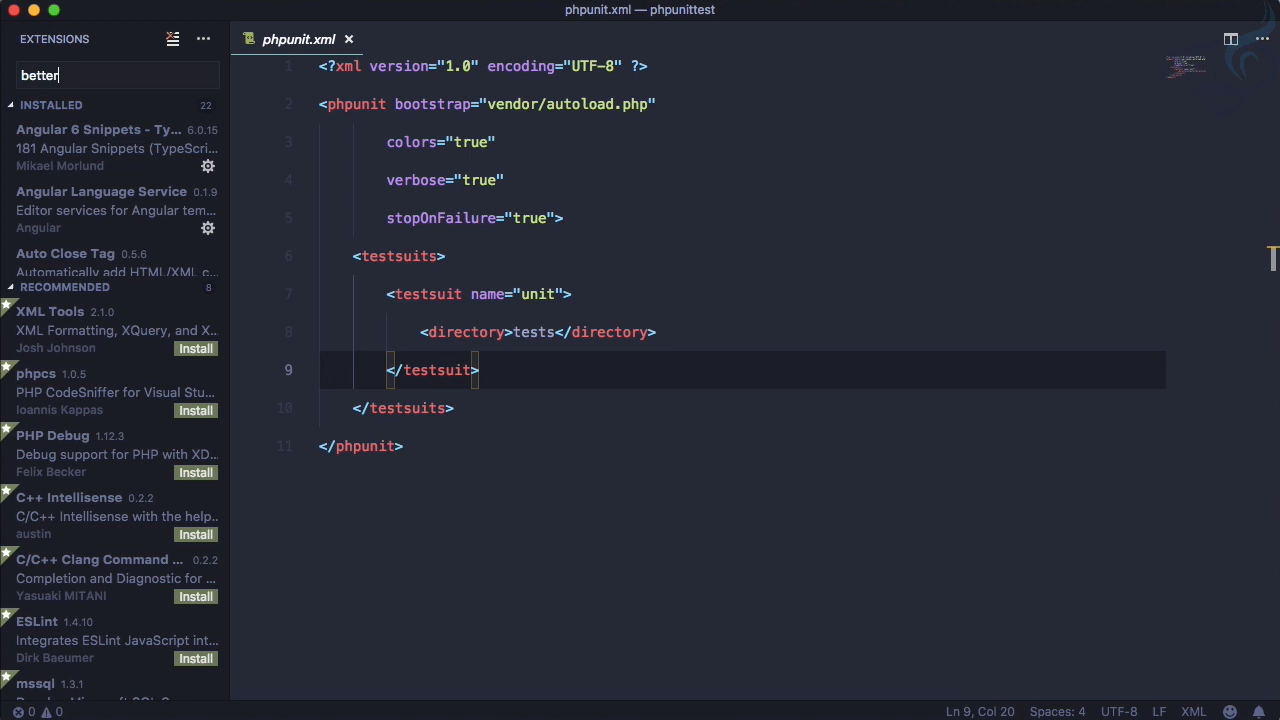 phpunit.xml — phpunittest
EXTENSIONS
better
INSTALLED 22
Angular 6 Snippets - Ty... 6.0.15
181 Angular Snippets (TypeScri...
Mikael Morlund
Angular Language Service 0.1.9
Editor services for Angular tem...
Angular
Auto Close Tag 0.5.6
Automatically add HTML/XML c...
RECOMMENDED 8
XML Tools 2.1.0
XML Formatting, XQuery, and X...
Josh Johnson Install
phpcs 1.0.5
PHP CodeSniffer for Visual Stu...
Ioannis Kappas Install
PHP Debug 1.12.3
Debug support for PHP with XD...
Felix Becker Install
C++ Intellisense 0.2.2
C/C++ Intellisense with the help...
austin Install
C/C++ Clang Command ... 0.2.2
Completion and Diagnostic for ...
Yasuaki MITANI Install
ESLint 1.4.10
Integrates ESLint JavaScript int...
Dirk Baeumer Install
mssql 1.3.1
phpunit.xml
1 <?xml version="1.0" encoding="UTF-8" ?>
2 <phpunit bootstrap="vendor/autoload.php"
3 colors="true"
4 verbose="true"
5 stopOnFailure="true">
6 <testsuits>
7 <testsuit name="unit">
8 <directory>tests</directory>
9 </testsuit>
10 </testsuits>
11 </phpunit>
0 0
Ln 9, Col 20 Spaces: 4 UTF-8 LF XML